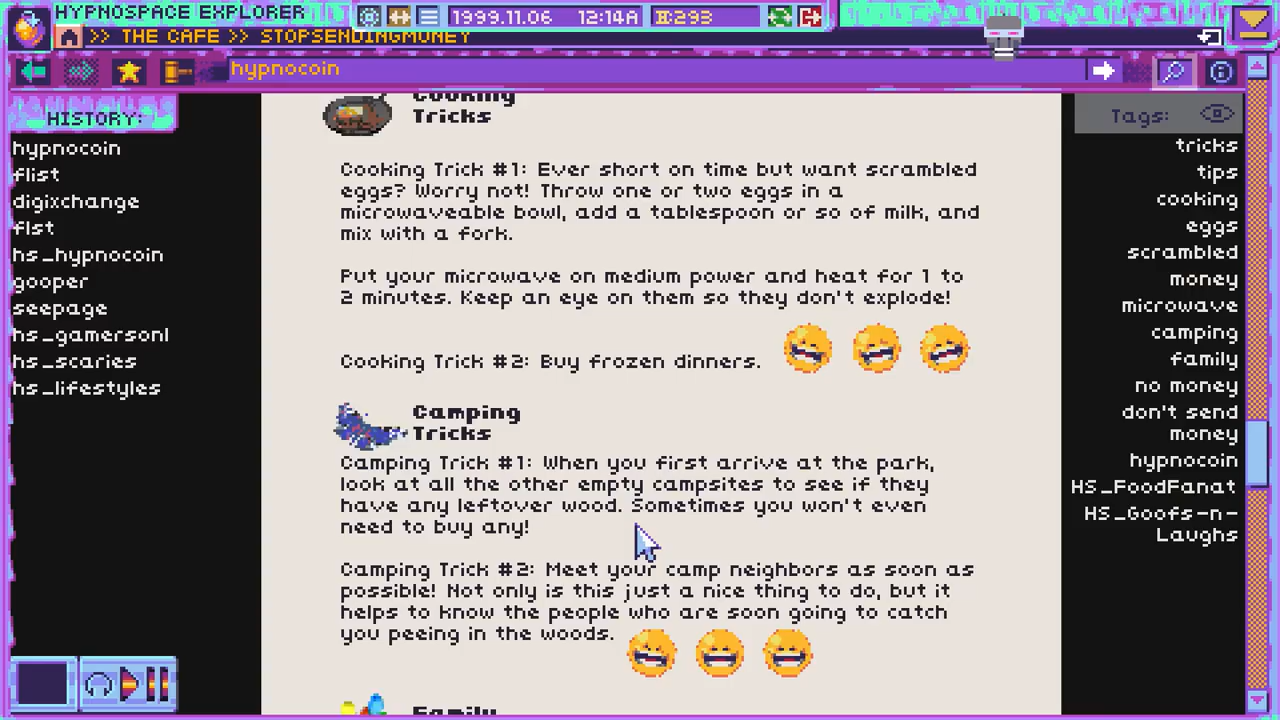 HYPNOSPACE EXPLORER
1999.11.06 12:14A
293
>> THE CAFE >> STOPSENDINGMONEY
hypnocoin
HISTORY:
hypnocoin
flist
digixchange
flst
hs_hypnocoin
gooper
seepage
hs_gamersonl
hs_scaries
hs_lifestyles
Cooking
Tricks
Cooking Trick #1: Ever short on time but want scrambled
eggs? Worry not! Throw one or two eggs in a
microwaveable bowl, add a tablespoon or so of milk, and
mix with a fork.
Put your microwave on medium power and heat for 1 to
2 minutes. Keep an eye on them so they don't explode!
Cooking Trick #2: Buy frozen dinners.
Camping
Tricks
Camping Trick #1: When you first arrive at the park,
look at all the other empty campsites to see if they
have any leftover wood. Sometimes you won't even
need to buy any!
Camping Trick #2: Meet your camp neighbors as soon as
possible! Not only is this just a nice thing to do, but it
helps to know the people who are soon going to catch
you peeing in the woods.
Family
Tags:
tricks
tips
cooking
eggs
scrambled
money
microwave
camping
family
no money
don't send
money
hypnocoin
HS_FoodFanat
HS_Goofs-n-
Laughs